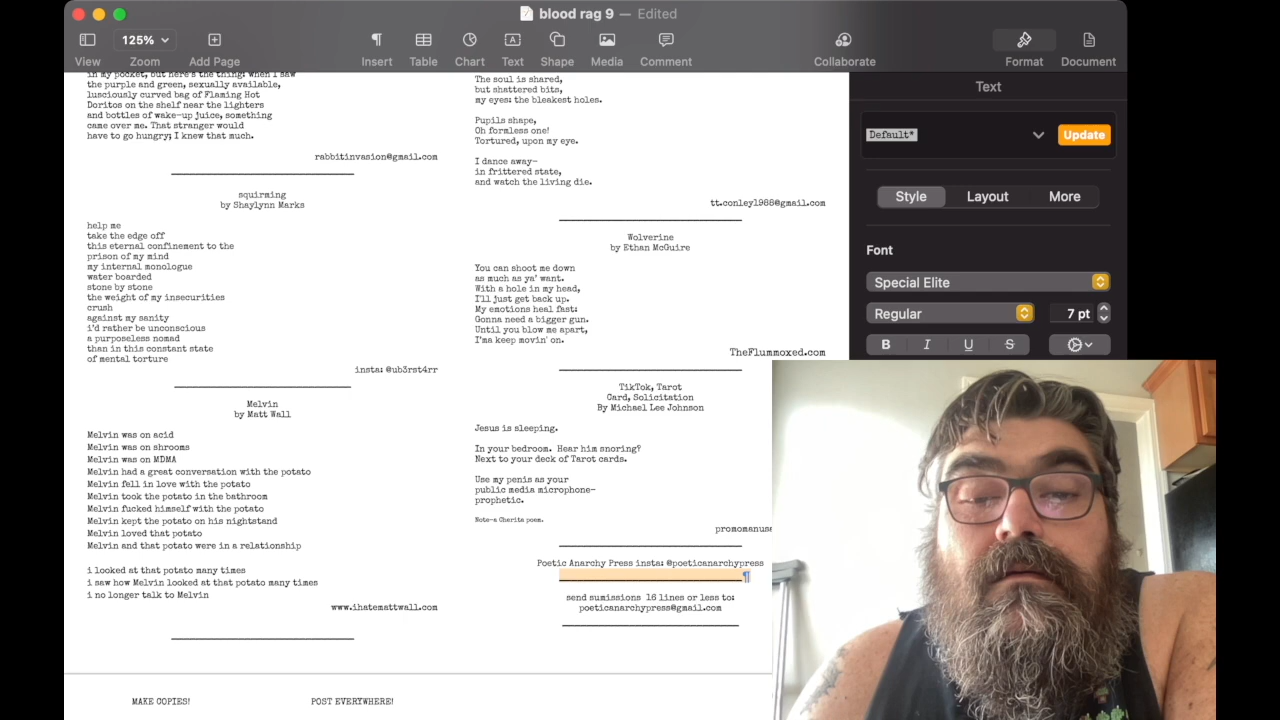 blood rag 9 — Edited
125%
View
Zoom
Add Page
Insert
Table
Chart
Text
Shape
Media
Comment
Collaborate
Format
Document
in my pocket, but here's the thing: when I saw
the purple and green, sexually available,
lusciously curved bag of Flaming Hot
Doritos on the shelf near the lighters
and bottles of wake-up juice, something
came over me. That stranger would
have to go hungry; I knew that much.
rabbitinvasion@gmail.com
squirming
by Shaylynn Marks
help me
take the edge off
this eternal confinement to the
prison of my mind
my internal monologue
water boarded
stone by stone
the weight of my insecurities
crush
against my sanity
i'd rather be unconscious
a purposeless nomad
than in this constant state
of mental torture
insta: @ub3rst4rr
Melvin
by Matt Wall
Melvin was on acid
Melvin was on shrooms
Melvin was on MDMA
Melvin had a great conversation with the potato
Melvin fell in love with the potato
Melvin took the potato in the bathroom
Melvin fucked himself with the potato
Melvin kept the potato on his nightstand
Melvin loved that potato
Melvin and that potato were in a relationship
i looked at that potato many times
i saw how Melvin looked at that potato many times
i no longer talk to Melvin
www.ihatemattwall.com
The soul is shared,
but shattered bits,
my eyes: the bleakest holes.
Pupils shape,
Oh formless one!
Tortured, upon my eye.
I dance away-
in frittered state,
and watch the living die.
tt.conley1988@gmail.com
Wolverine
by Ethan McGuire
You can shoot me down
as much as ya' want.
With a hole in my head,
I'll just get back up.
My emotions heal fast:
Gonna need a bigger gun.
Until you blow me apart,
I'ma keep movin' on.
TheFlummoxed.com
TikTok, Tarot
Card, Solicitation
By Michael Lee Johnson
Jesus is sleeping.
In your bedroom. Hear him snoring?
Next to your deck of Tarot cards.
Use my penis as your
public media microphone-
prophetic.
Note-a Cherita poem.
promomanusa
Poetic Anarchy Press insta: @poeticanarchypress
send sumissions 16 lines or less to:
poeticanarchypress@gmail.com
MAKE COPIES!
POST EVERYWHERE!
Text
Default*
Update
Style
Layout
More
Font
Special Elite
Regular
7 pt
B
I
U
S